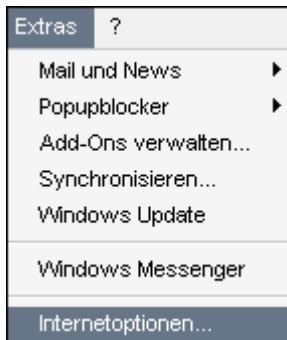 Extras ?
Mail und News
Popupblocker
Add-Ons verwalten...
Synchronisieren...
Windows Update
Windows Messenger
Internetoptionen...